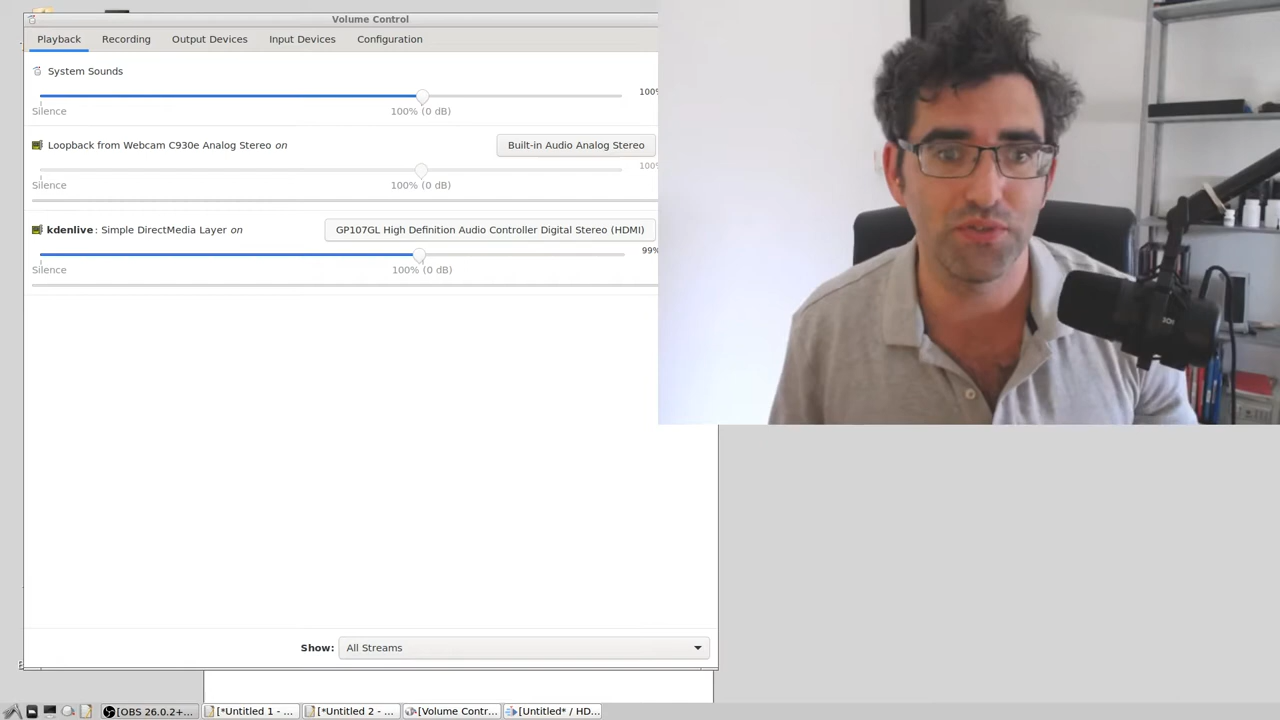 Volume Control
Playback Recording Output Devices Input Devices Configuration
System Sounds
100%
Silence 100% (0 dB)
Loopback from Webcam C930e Analog Stereo on Built-in Audio Analog Stereo
100%
Silence 100% (0 dB)
kdenlive : Simple DirectMedia Layer on GP107GL High Definition Audio Controller Digital Stereo (HDMI)
99%
Silence 100% (0 dB)
Show: All Streams
[OBS 26.0.2+... [*Untitled 1 - ... [*Untitled 2 - ... [Volume Contr... [Untitled* / HD...